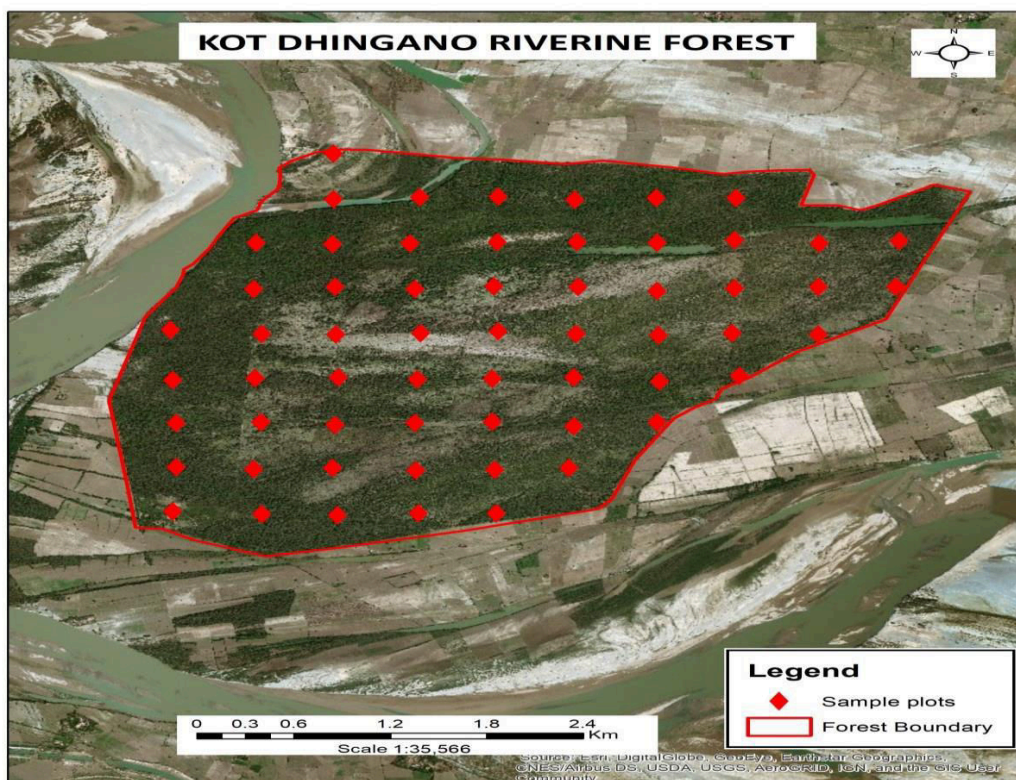 KOT DHINGANO RIVERINE FOREST
N
W E
S
Legend
Sample plots
Forest Boundary
0 0.3 0.6 1.2 1.8 2.4
Km
Scale 1:35,566
Source: Esri, DigitalGlobe, GeoEye, Earthstar Geographics,
CNES/Airbus DS, USDA, USGS, AeroGRID, IGN, and the GIS User
Community